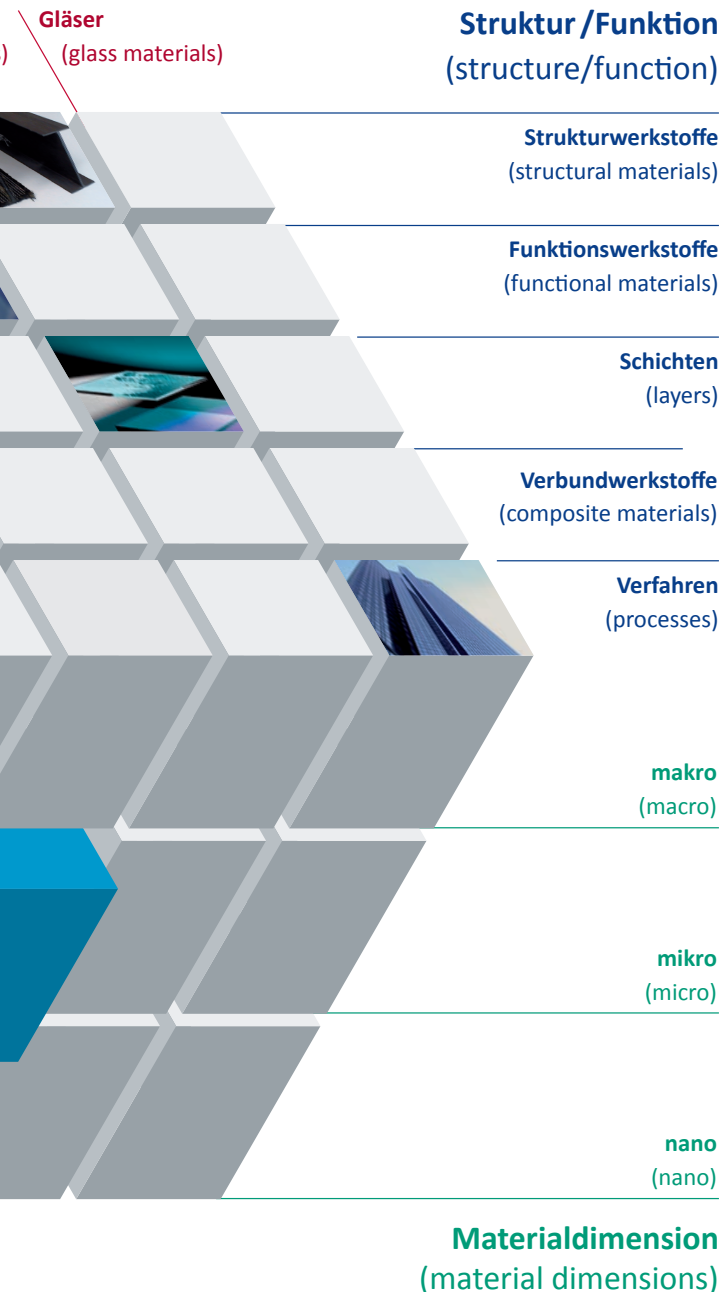 Gläser
) (glass materials)
Struktur/Funktion
(structure/function)
Strukturwerkstoffe
(structural materials)
Funktionswerkstoffe
(functional materials)
Schichten
(layers)
Verbundwerkstoffe
(composite materials)
Verfahren
(processes)
makro
(macro)
mikro
(micro)
nano
(nano)
Materialdimension
(material dimensions)